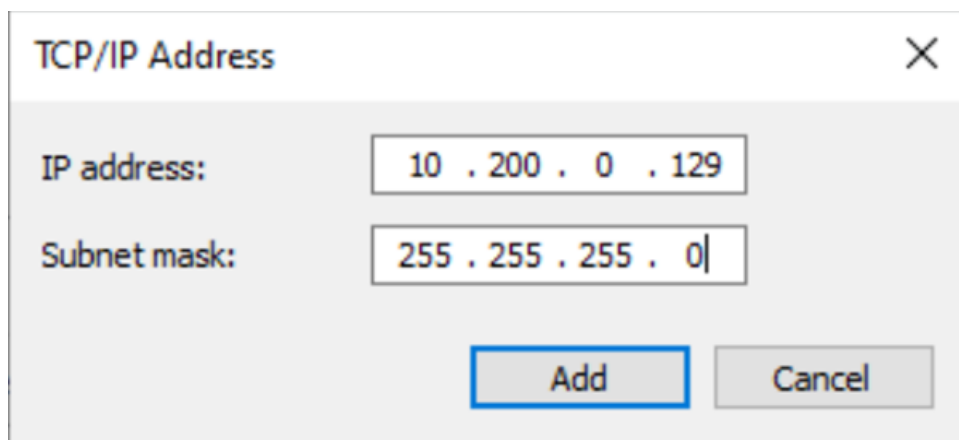 TCP/IP Address
IP address: 10 . 200 . 0 . 129
Subnet mask: 255 . 255 . 255 . 0
Add Cancel